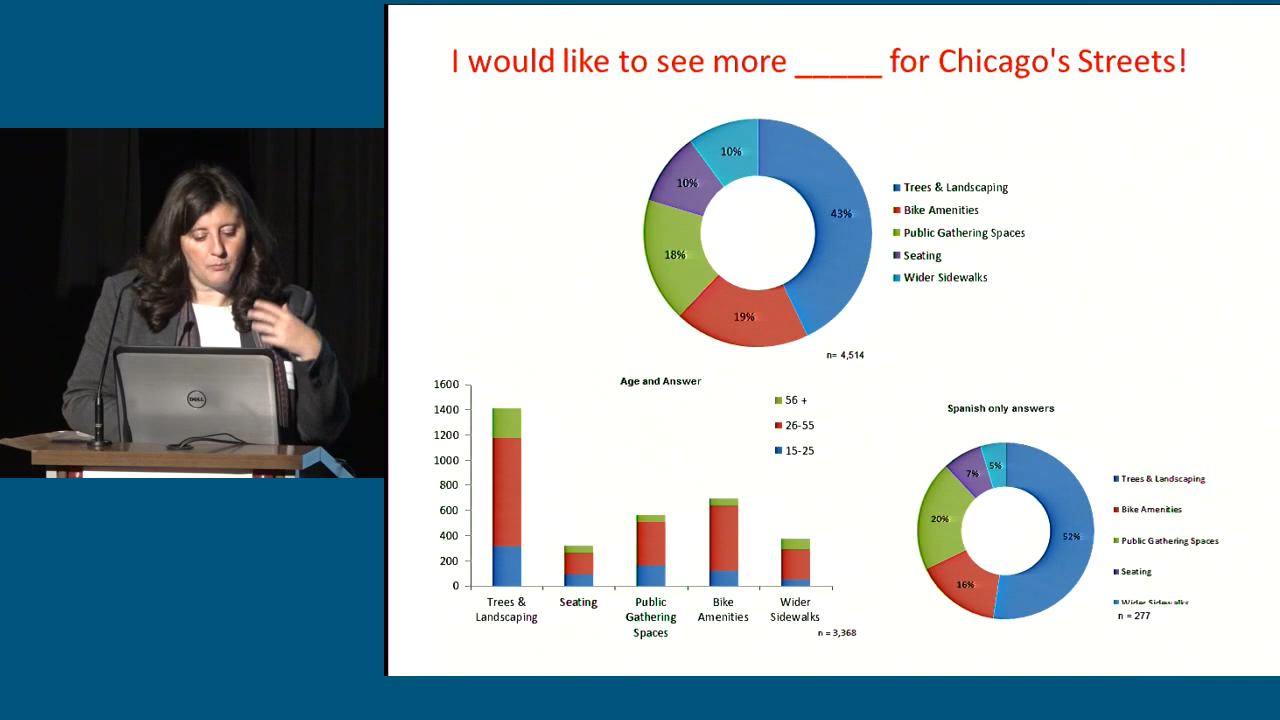 I would like to see more _____ for Chicago's Streets!
10%
10%
43%
18%
19%
Trees & Landscaping
Bike Amenities
Public Gathering Spaces
Seating
Wider Sidewalks
n= 4,514
DELL
Age and Answer
1600
1400
1200
1000
800
600
400
200
0
56 +
26-55
15-25
Trees & Landscaping
Seating
Public Gathering Spaces
Bike Amenities
Wider Sidewalks
n = 3,368
Spanish only answers
5%
7%
20%
52%
16%
Trees & Landscaping
Bike Amenities
Public Gathering Spaces
Seating
Wider Sidewalks
n = 277